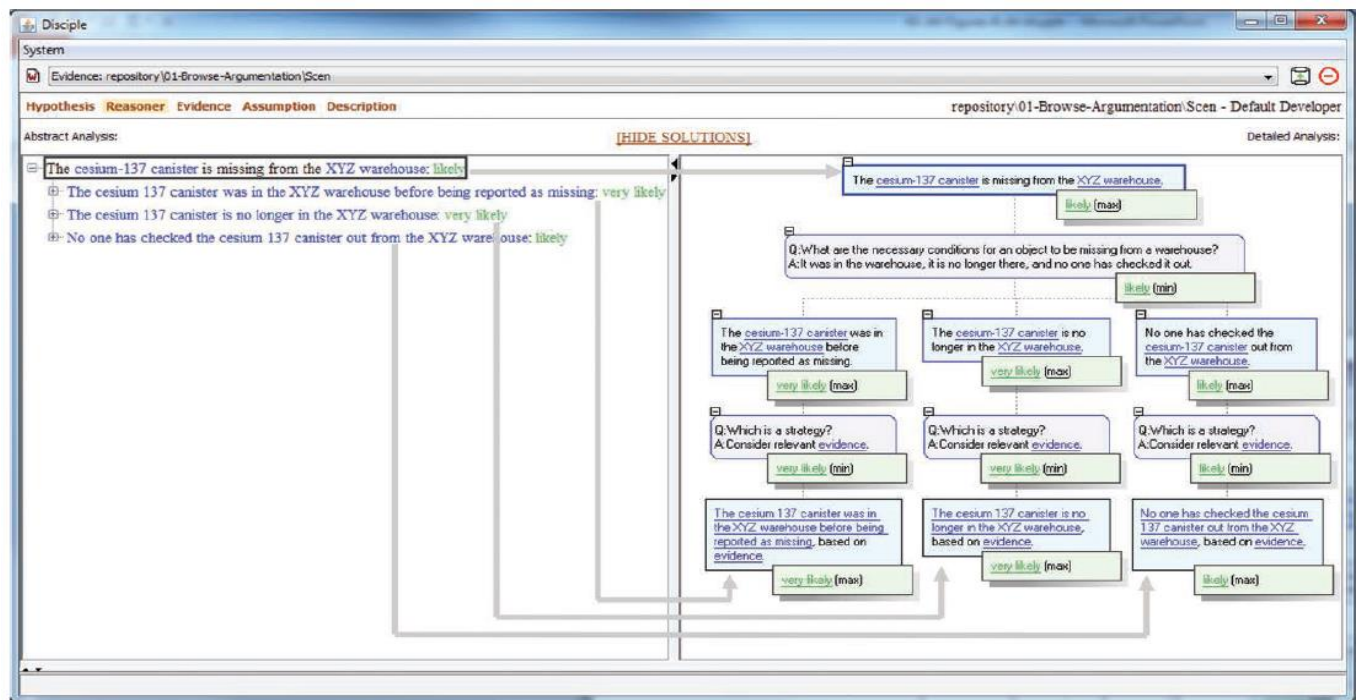 Disciple
System
Evidence: repository\01-Browse-Argumentation\Scen
Hypothesis Reasoner Evidence Assumption Description
repository\01-Browse-Argumentation\Scen - Default Developer
Abstract Analysis:
[HIDE SOLUTIONS]
Detailed Analysis:
The cesium-137 canister is missing from the XYZ warehouse: likely
The cesium 137 canister was in the XYZ warehouse before being reported as missing: very likely
The cesium 137 canister is no longer in the XYZ warehouse: very likely
No one has checked the cesium 137 canister out from the XYZ warehouse: likely
The cesium-137 canister is missing from the XYZ warehouse.
likely (max)
Q:What are the necessary conditions for an object to be missing from a warehouse?
A:It was in the warehouse, it is no longer there, and no one has checked it out.
likely (min)
The cesium-137 canister was in
the XYZ warehouse before
being reported as missing.
very likely (max)
The cesium-137 canister is no
longer in the XYZ warehouse.
very likely (max)
No one has checked the
cesium-137 canister out from
the XYZ warehouse.
likely (max)
Q:Which is a strategy?
A:Consider relevant evidence.
very likely (min)
Q:Which is a strategy?
A:Consider relevant evidence.
very likely (min)
Q:Which is a strategy?
A:Consider relevant evidence.
likely (min)
The cesium 137 canister was in
the XYZ warehouse before being
reported as missing, based on
evidence.
very likely (max)
The cesium 137 canister is no
longer in the XYZ warehouse,
based on evidence.
very likely (max)
No one has checked the cesium
137 canister out from the XYZ
warehouse, based on evidence.
likely (max)